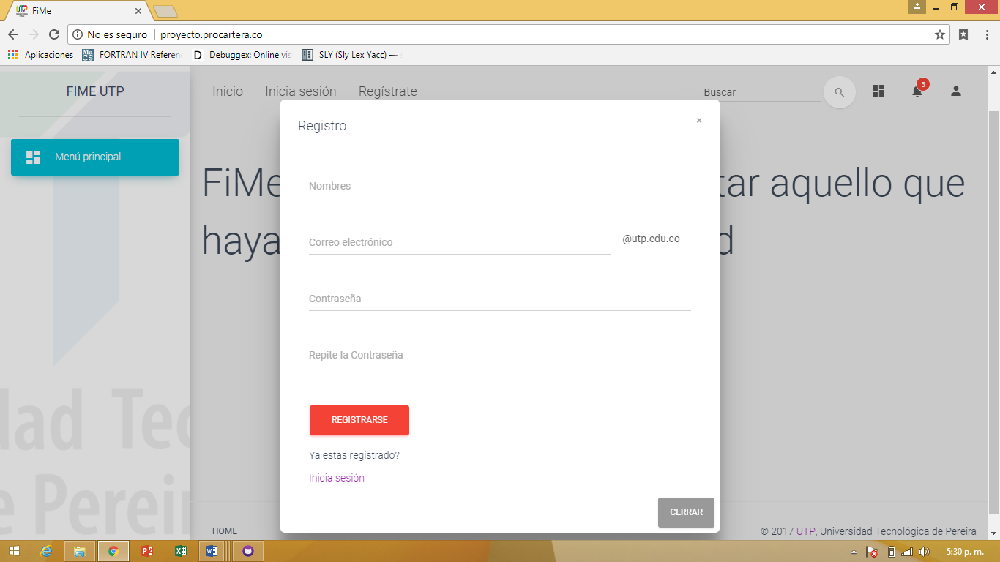 FiMe
No es seguro proyecto.procartera.co
Aplicaciones FORTRAN IV Referen Debuggex: Online vis SLY (Sly Lex Yacc) —
FIME UTP
Menú principal
Inicio Inicia sesión Regístrate
Buscar
5
FiMe tar aquello que
haya d
Registro
×
Nombres
Correo electrónico @utp.edu.co
Contraseña
Repite la Contraseña
REGISTRARSE
Ya estas registrado?
Inicia sesión
CERRAR
dad Tec
e Perei
HOME
© 2017 UTP, Universidad Tecnológica de Pereira
5:30 p. m.